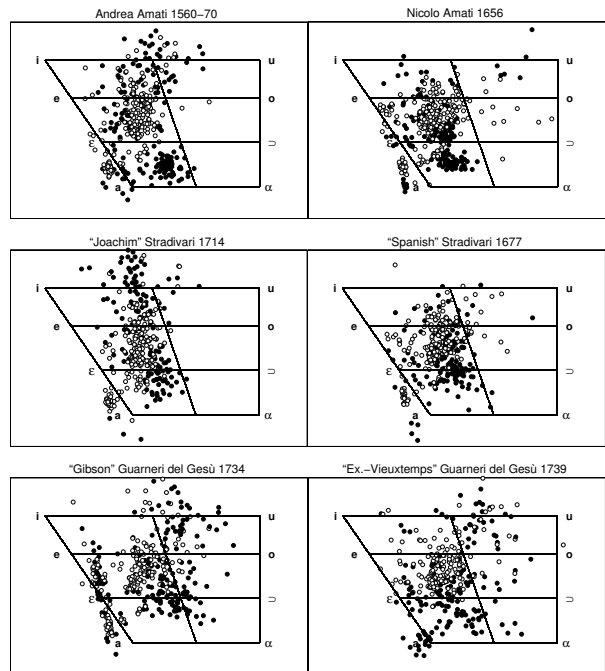 Andrea Amati 1560−70
Nicolo Amati 1656
i u
i u
e o
e o
ε ∪
ε ∪
a α
a α
“Joachim” Stradivari 1714
“Spanish” Stradivari 1677
i u
i u
e o
e o
ε ∪
ε ∪
a α
a α
“Gibson” Guarneri del Gesù 1734
“Ex.−Vieuxtemps” Guarneri del Gesù 1739
i u
i u
e o
e o
ε ∪
ε ∪
a α
a α